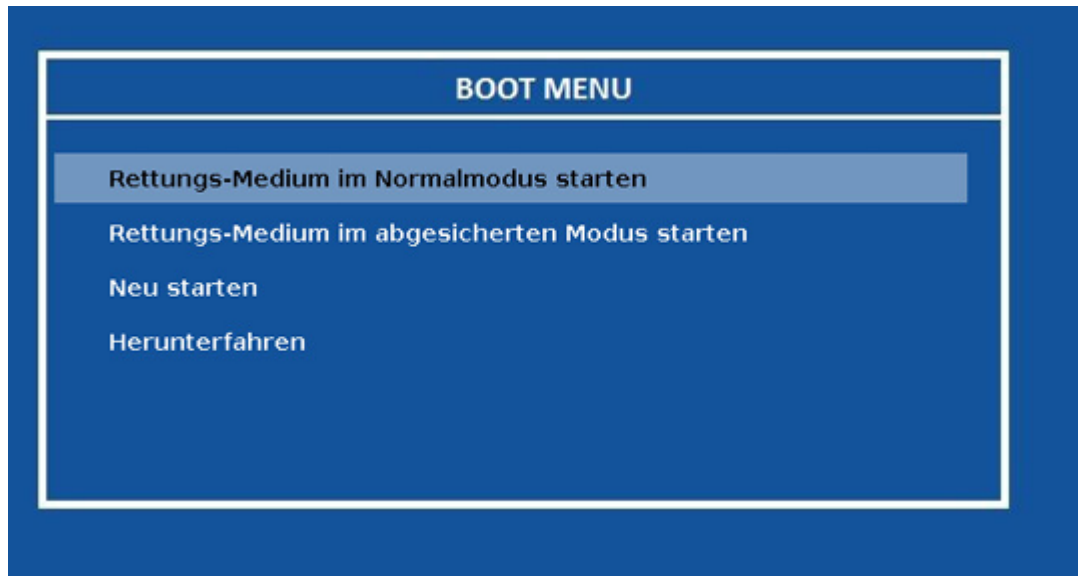 BOOT MENU
Rettungs-Medium im Normalmodus starten
Rettungs-Medium im abgesicherten Modus starten
Neu starten
Herunterfahren